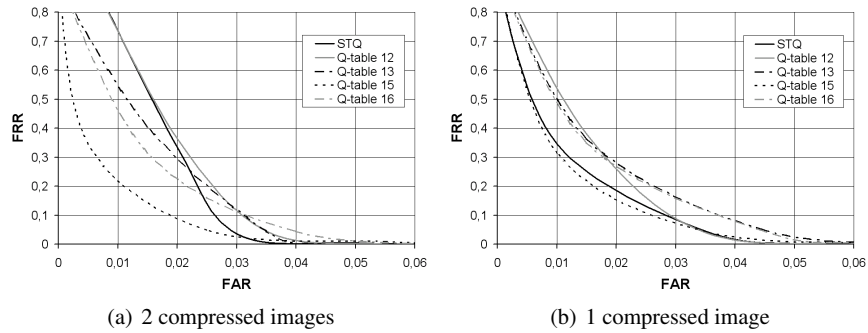 0,8
0,7
0,6
0,5
0,4
0,3
0,2
0,1
0
FRR
0 0,01 0,02 0,03 0,04 0,05 0,06
FAR
STQ
Q-table 12
Q-table 13
Q-table 15
Q-table 16
(a) 2 compressed images
0,8
0,7
0,6
0,5
0,4
0,3
0,2
0,1
0
FRR
0 0,01 0,02 0,03 0,04 0,05 0,06
FAR
STQ
Q-table 12
Q-table 13
Q-table 15
Q-table 16
(b) 1 compressed image